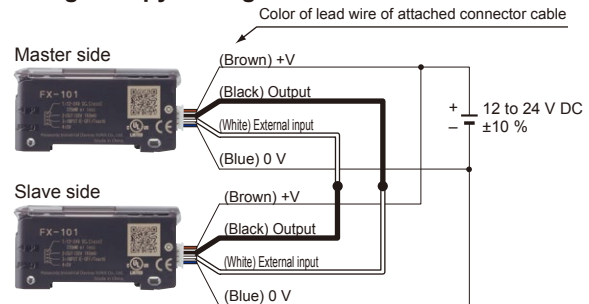 Color of lead wire of attached connector cable
Master side
(Brown) +V
(Black) Output
FX-101
(White) External input
+ 12 to 24 V DC
– ±10 %
(Blue) 0 V
Slave side
(Brown) +V
(Black) Output
FX-101
(White) External input
(Blue) 0 V